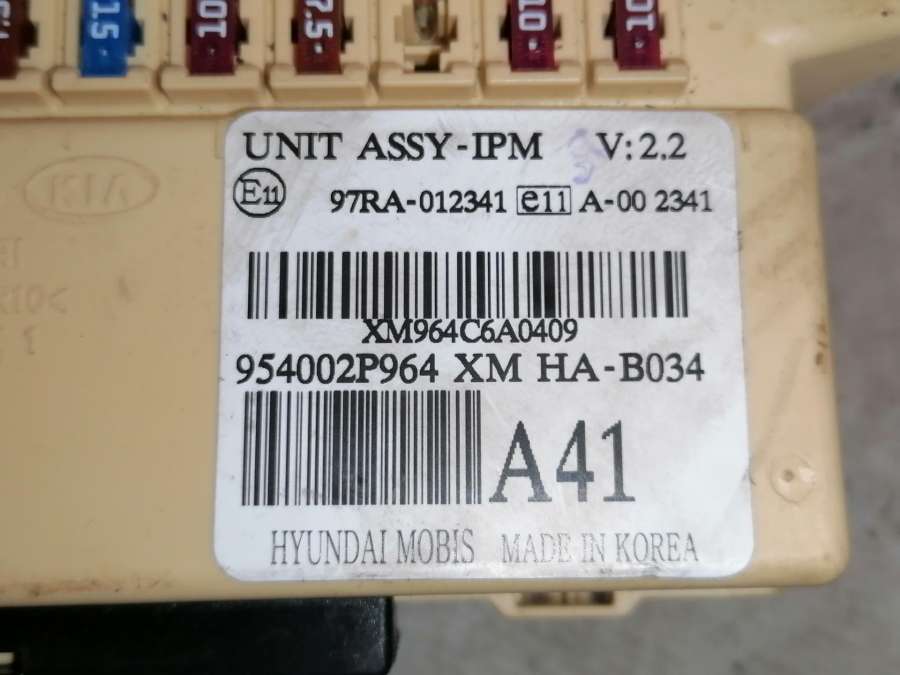 15
10T
7.5
10
10
UNIT ASSY-IPM V:2.2
E11 97RA-012341 e11 A-00 2341
XM964C6A0409
954002P964 XM HA-B034
A41
HYUNDAI MOBIS MADE IN KOREA
KIA